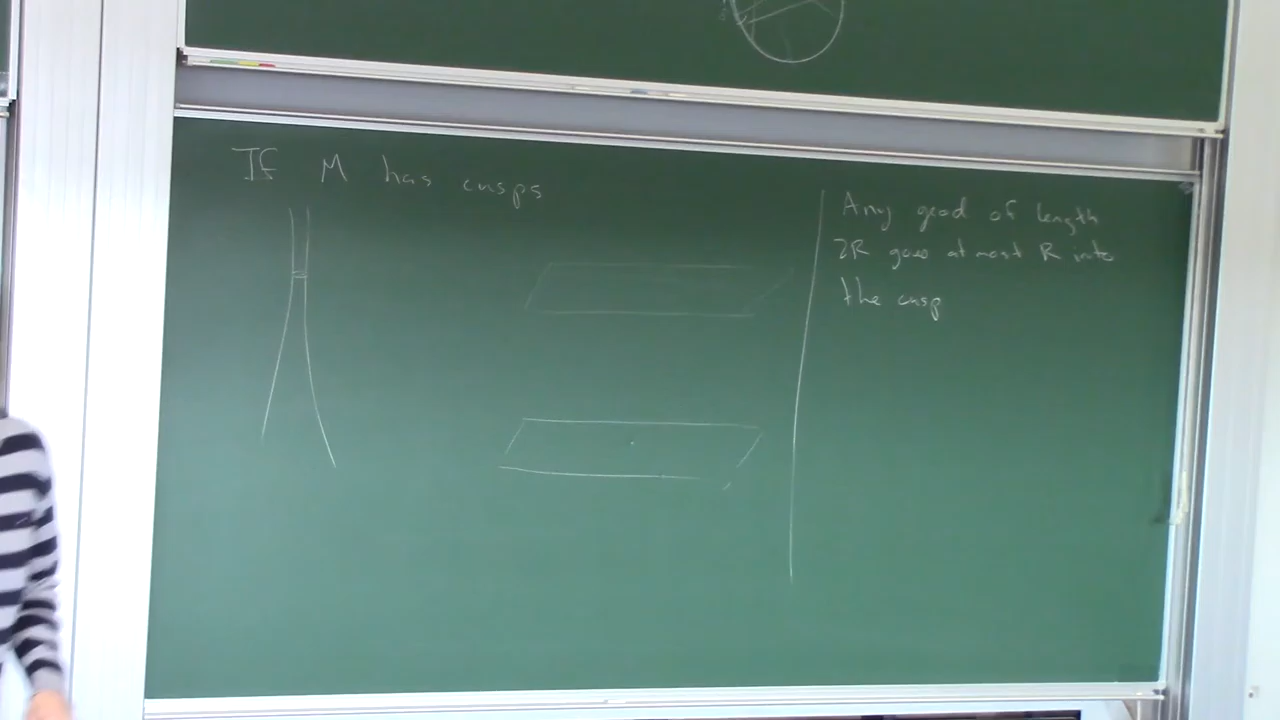 If M has cusps
Any geod of length
2R goes at most R into
the cusp